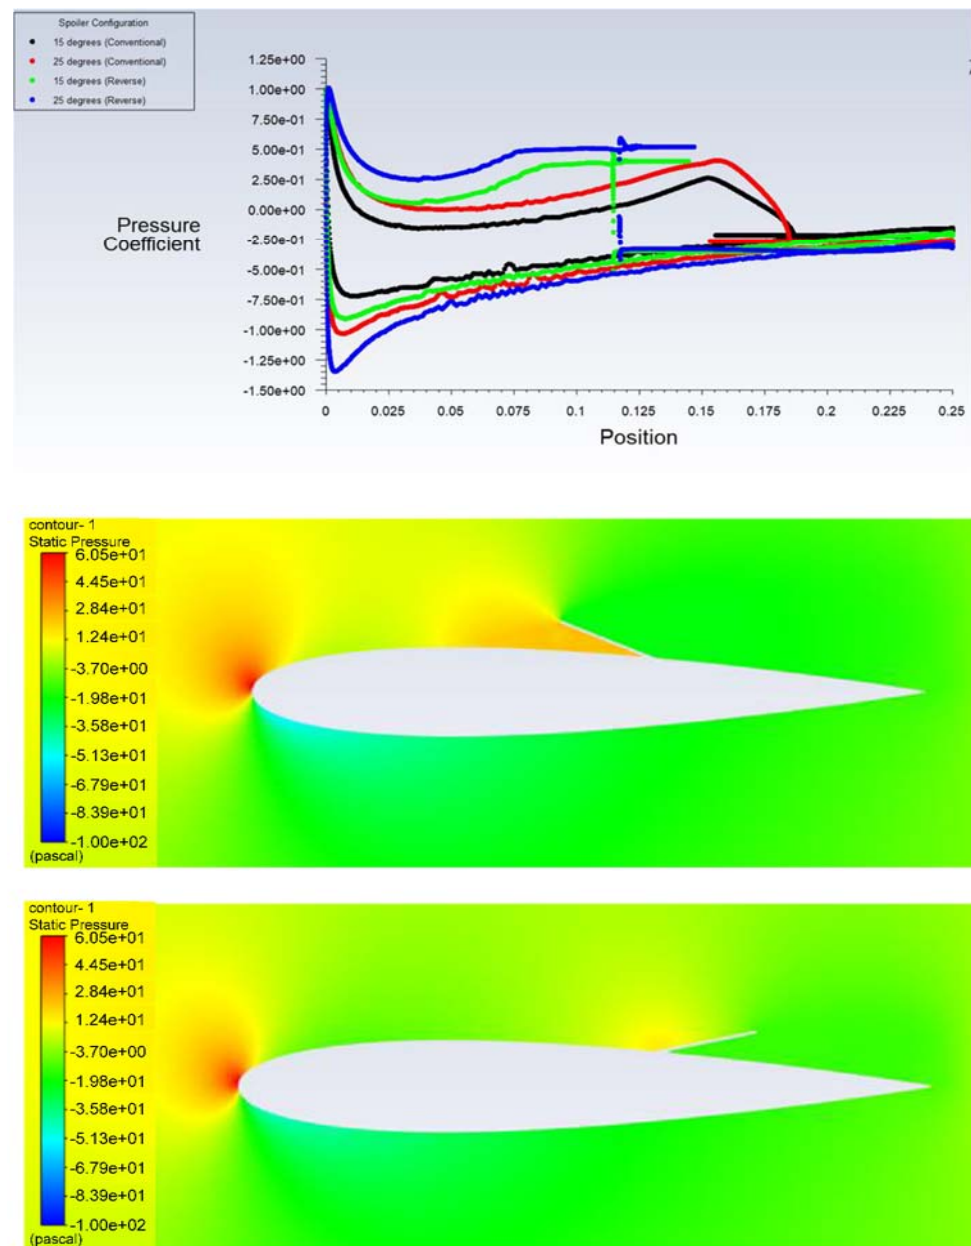 Spoiler Configuration
15 degrees (Conventional)
25 degrees (Conventional)
15 degrees (Reverse)
25 degrees (Reverse)
1.25e+00
1.00e+00
7.50e-01
5.00e-01
2.50e-01
0.00e+00
-2.50e-01
-5.00e-01
-7.50e-01
-1.00e+00
-1.25e+00
-1.50e+00
Pressure
Coefficient
0 0.025 0.05 0.075 0.1 0.125 0.15 0.175 0.2 0.225 0.25
Position
contour- 1
Static Pressure
6.05e+01
4.45e+01
2.84e+01
1.24e+01
-3.70e+00
-1.98e+01
-3.58e+01
-5.13e+01
-6.79e+01
-8.39e+01
-1.00e+02
(pascal)
contour- 1
Static Pressure
6.05e+01
4.45e+01
2.84e+01
1.24e+01
-3.70e+00
-1.98e+01
-3.58e+01
-5.13e+01
-6.79e+01
-8.39e+01
-1.00e+02
(pascal)